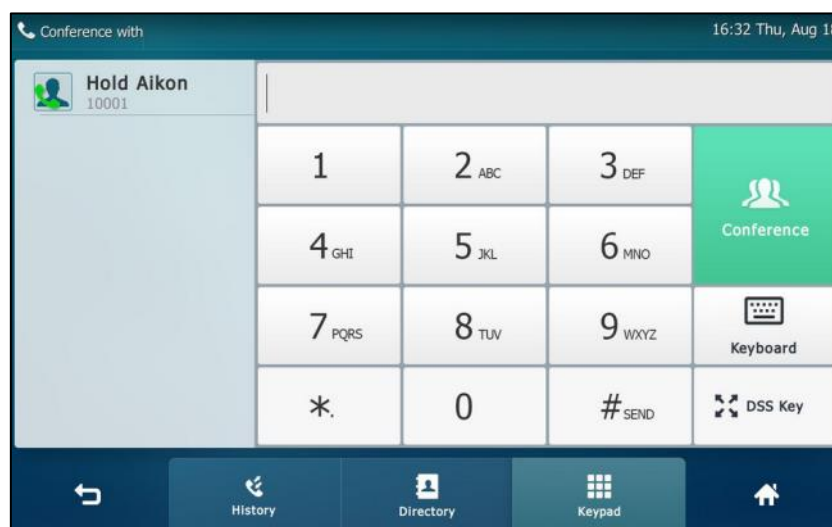 Conference with
16:32 Thu, Aug 18
Hold Aikon
10001
1
2 ABC
3 DEF
Conference
4 GHI
5 JKL
6 MNO
7 PQRS
8 TUV
9 WXYZ
Keyboard
*.
0
# SEND
DSS Key
History
Directory
Keypad